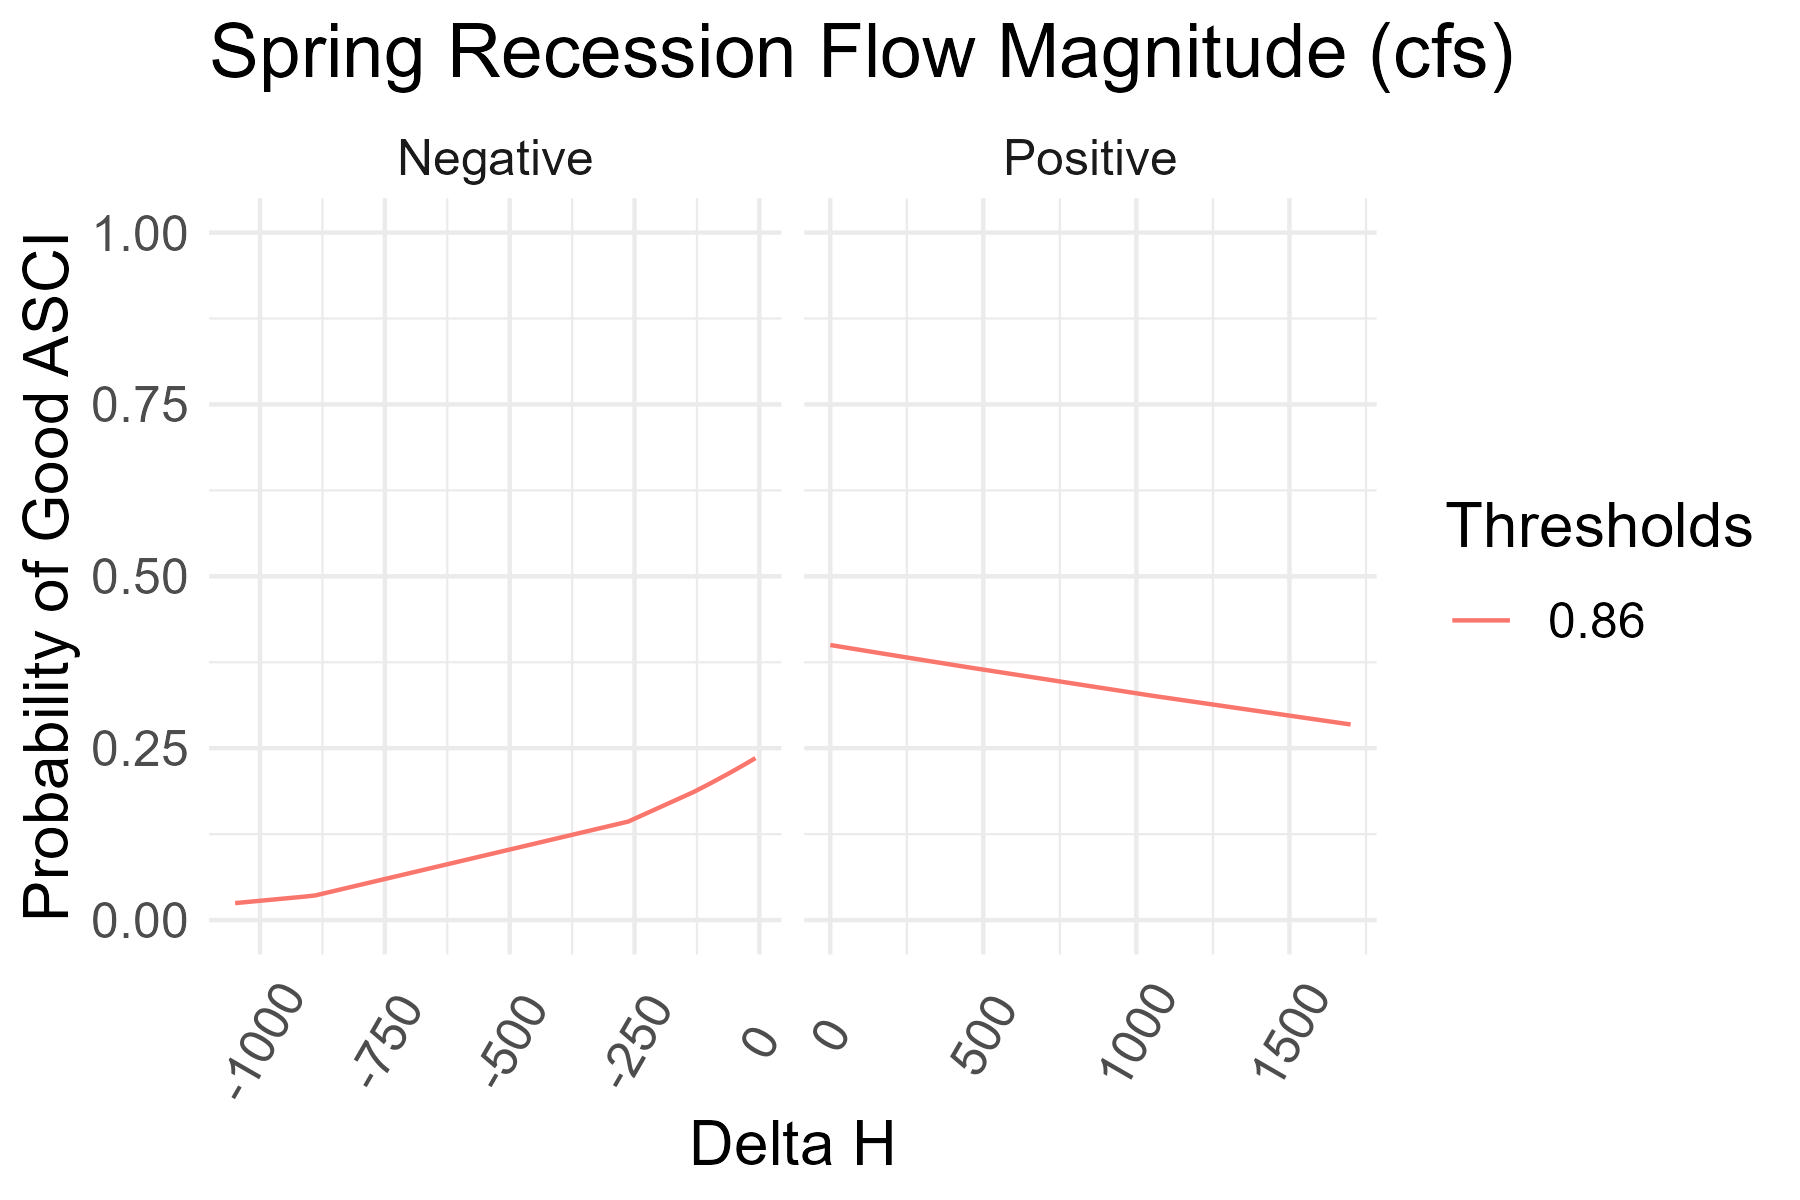 Spring Recession Flow Magnitude (cfs)
Negative
Positive
Probability of Good ASCI
1.00
0.75
0.50
0.25
0.00
-1000
-750
-500
-250
0
0
500
1000
1500
Delta H
Thresholds
0.86